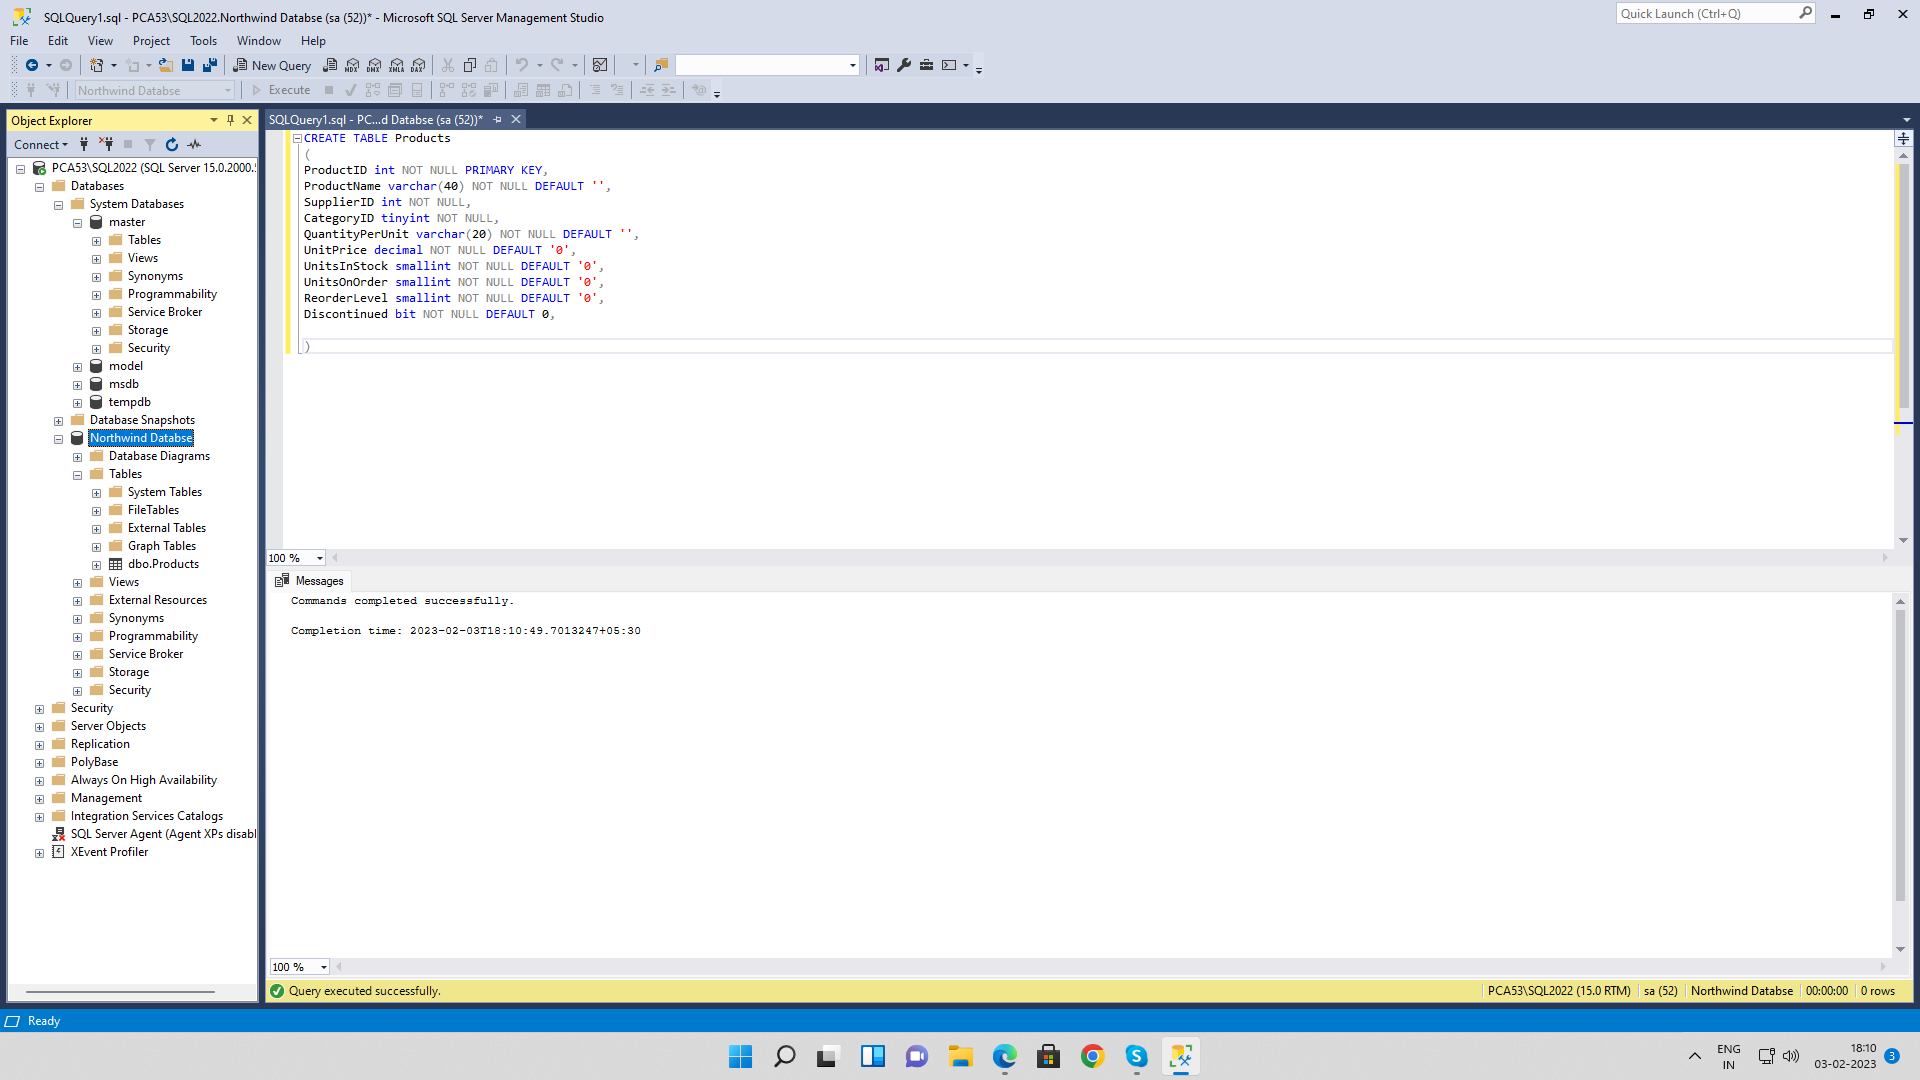 SQLQuery1.sql - PCA53\SQL2022.Northwind Databse (sa (52))* - Microsoft SQL Server Management Studio
Quick Launch (Ctrl+Q)
File Edit View Project Tools Window Help
New Query
MDX DMX XMLA DAX
Northwind Databse
Execute
Object Explorer
Connect
PCA53\SQL2022 (SQL Server 15.0.2000.5
Databases
System Databases
master
Tables
Views
Synonyms
Programmability
Service Broker
Storage
Security
model
msdb
tempdb
Database Snapshots
Northwind Databse
Database Diagrams
Tables
System Tables
FileTables
External Tables
Graph Tables
dbo.Products
Views
External Resources
Synonyms
Programmability
Service Broker
Storage
Security
Security
Server Objects
Replication
PolyBase
Always On High Availability
Management
Integration Services Catalogs
SQL Server Agent (Agent XPs disabl
XEvent Profiler
SQLQuery1.sql - PC...d Databse (sa (52))*
CREATE TABLE Products
(
ProductID int NOT NULL PRIMARY KEY,
ProductName varchar(40) NOT NULL DEFAULT '',
SupplierID int NOT NULL,
CategoryID tinyint NOT NULL,
QuantityPerUnit varchar(20) NOT NULL DEFAULT '',
UnitPrice decimal NOT NULL DEFAULT '0',
UnitsInStock smallint NOT NULL DEFAULT '0',
UnitsOnOrder smallint NOT NULL DEFAULT '0',
ReorderLevel smallint NOT NULL DEFAULT '0',
Discontinued bit NOT NULL DEFAULT 0,
)
100 %
Messages
Commands completed successfully.
Completion time: 2023-02-03T18:10:49.7013247+05:30
100 %
Query executed successfully.
PCA53\SQL2022 (15.0 RTM) sa (52) Northwind Databse 00:00:00 0 rows
Ready
ENG
IN
18:10
03-02-2023
3